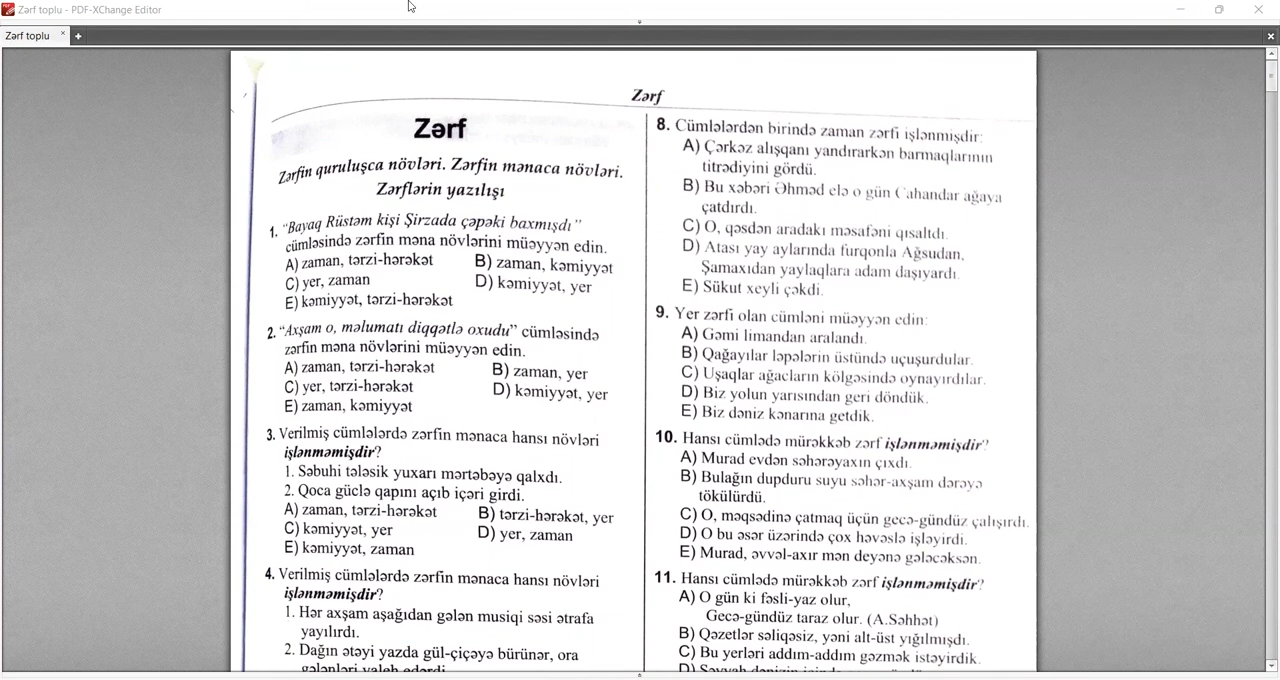 Zərf toplu - PDF-XChange Editor
Zərf toplu
Zərf
Zərf
Zərfin quruluşca növləri. Zərfin mənaca növləri.
Zərflərin yazılışı
1. “Bayaq Rüstəm kişi Şirzada çəpəki baxmışdı”
cümləsində zərfin məna növlərini müəyyən edin.
A) zaman, tərzi-hərəkət B) zaman, kəmiyyət
C) yer, zaman D) kəmiyyət, yer
E) kəmiyyət, tərzi-hərəkət
2. “Axşam o, məlumatı diqqətlə oxudu” cümləsində
zərfin məna növlərini müəyyən edin.
A) zaman, tərzi-hərəkət B) zaman, yer
C) yer, tərzi-hərəkət D) kəmiyyət, yer
E) zaman, kəmiyyət
3. Verilmiş cümlələrdə zərfin mənaca hansı növləri
işlənməmişdir?
1. Səbuhi tələsik yuxarı mərtəbəyə qalxdı.
2. Qoca güclə qapını açıb içəri girdi.
A) zaman, tərzi-hərəkət B) tərzi-hərəkət, yer
C) kəmiyyət, yer D) yer, zaman
E) kəmiyyət, zaman
4. Verilmiş cümlələrdə zərfin mənaca hansı növləri
işlənməmişdir?
1. Hər axşam aşağıdan gələn musiqi səsi ətrafa
yayılırdı.
2. Dağın ətəyi yazda gül-çiçəyə bürünər, ora
gələnləri valeh edərdi
8. Cümlələrdən birində zaman zərfi işlənmişdir:
A) Çərkəz alışqanı yandırarkən barmaqlarının
titrədiyini gördü.
B) Bu xəbəri Əhməd elə o gün Cahandar ağaya
çatdırdı.
C) O, qəsdən aradakı məsafəni qısaltdı.
D) Atası yay aylarında furqonla Ağsudan,
Şamaxıdan yaylaqlara adam daşıyardı.
E) Sükut xeyli çəkdi.
9. Yer zərfi olan cümləni müəyyən edin:
A) Gəmi limandan aralandı.
B) Qağayılar ləpələrin üstündə uçuşurdular.
C) Uşaqlar ağacların kölgəsində oynayırdılar.
D) Biz yolun yarısından geri döndük.
E) Biz dəniz kənarına getdik.
10. Hansı cümlədə mürəkkəb zərf işlənməmişdir?
A) Murad evdən səhərəyaxın çıxdı.
B) Bulağın dupduru suyu səhər-axşam dərəyə
tökülürdü.
C) O, məqsədinə çatmaq üçün gecə-gündüz çalışırdı.
D) O bu əsər üzərində çox həvəslə işləyirdi.
E) Murad, əvvəl-axır mən deyənə gələcəksən.
11. Hansı cümlədə mürəkkəb zərf işlənməmişdir?
A) O gün ki fəsli-yaz olur,
Gecə-gündüz taraz olur. (A.Səhhət)
B) Qəzetlər səliqəsiz, yəni alt-üst yığılmışdı.
C) Bu yerləri addım-addım gəzmək istəyirdik.
D) Səyyah dənizin